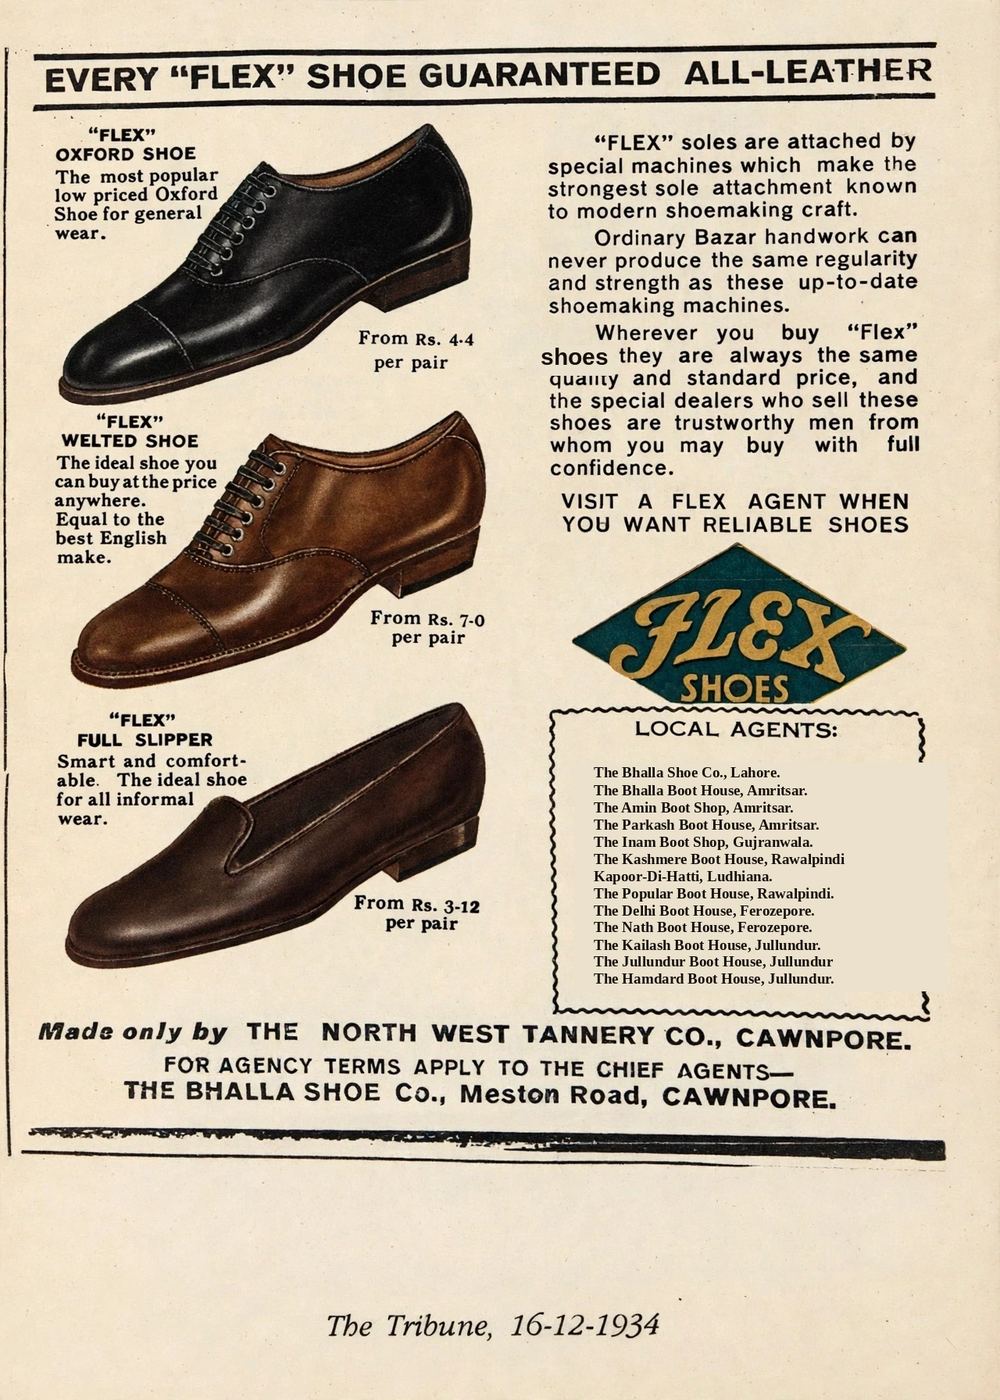 EVERY “FLEX” SHOE GUARANTEED ALL-LEATHER
“FLEX”
OXFORD SHOE
The most popular
low priced Oxford
Shoe for general
wear.
From Rs. 4-4
per pair
“FLEX”
WELTED SHOE
The ideal shoe you
can buy at the price
anywhere.
Equal to the
best English
make.
From Rs. 7-0
per pair
“FLEX”
FULL SLIPPER
Smart and comfort-
able. The ideal shoe
for all informal
wear.
From Rs. 3-12
per pair
“FLEX” soles are attached by
special machines which make the
strongest sole attachment known
to modern shoemaking craft.
Ordinary Bazar handwork can
never produce the same regularity
and strength as these up-to-date
shoemaking machines.
Wherever you buy “Flex”
shoes they are always the same
quality and standard price, and
the special dealers who sell these
shoes are trustworthy men from
whom you may buy with full
confidence.
VISIT A FLEX AGENT WHEN
YOU WANT RELIABLE SHOES
FLEX
SHOES
LOCAL AGENTS:
The Bhalla Shoe Co., Lahore.
The Bhalla Boot House, Amritsar.
The Amin Boot Shop, Amritsar.
The Parkash Boot House, Amritsar.
The Inam Boot Shop, Gujranwala.
The Kashmere Boot House, Rawalpindi
Kapoor-Di-Hatti, Ludhiana.
The Popular Boot House, Rawalpindi.
The Delhi Boot House, Ferozepore.
The Nath Boot House, Ferozepore.
The Kailash Boot House, Jullundur.
The Jullundur Boot House, Jullundur
The Hamdard Boot House, Jullundur.
Made only by THE NORTH WEST TANNERY CO., CAWNPORE.
FOR AGENCY TERMS APPLY TO THE CHIEF AGENTS—
THE BHALLA SHOE Co., Meston Road, CAWNPORE.
The Tribune, 16-12-1934